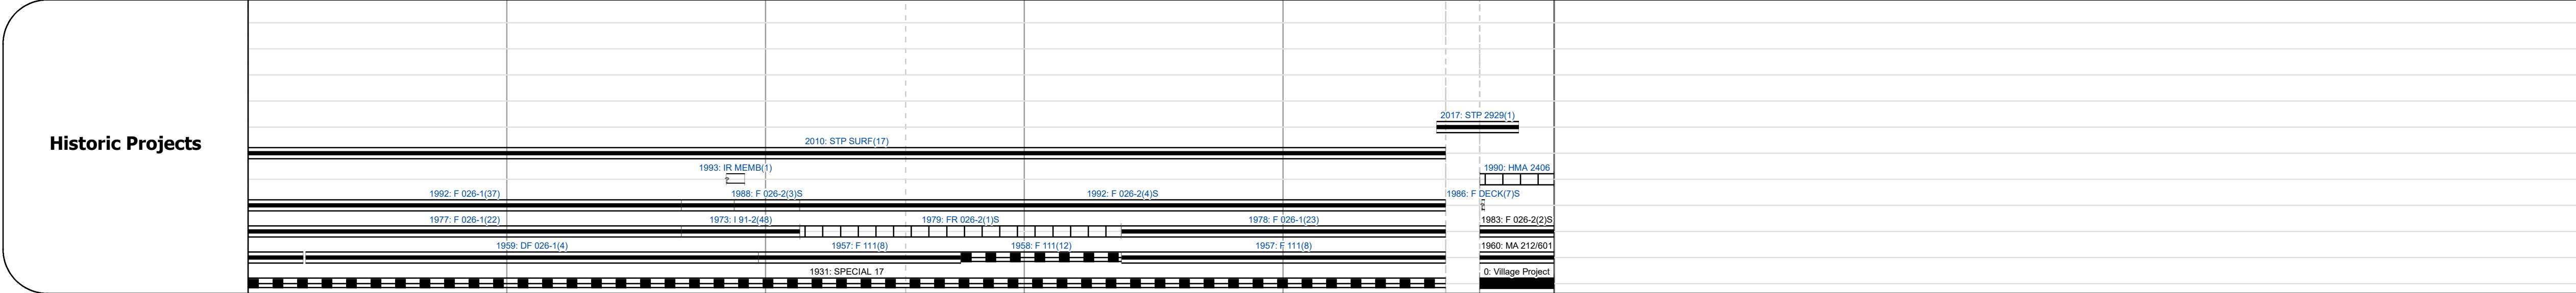 Historic Projects
2017: STP 2929(1)
2010: STP SURF(17)
1993: IR MEMB(1)
1990: HMA 2406
1992: F 026-1(37)
1988: F 026-2(3)S
1992: F 026-2(4)S
1986: F DECK(7)S
1977: F 026-1(22)
1973: I 91-2(48)
1979: FR 026-2(1)S
1978: F 026-1(23)
1983: F 026-2(2)S
1959: DF 026-1(4)
1957: F 111(8)
1958: F 111(12)
1957: F 111(8)
1960: MA 212/601
1931: SPECIAL 17
0: Village Project